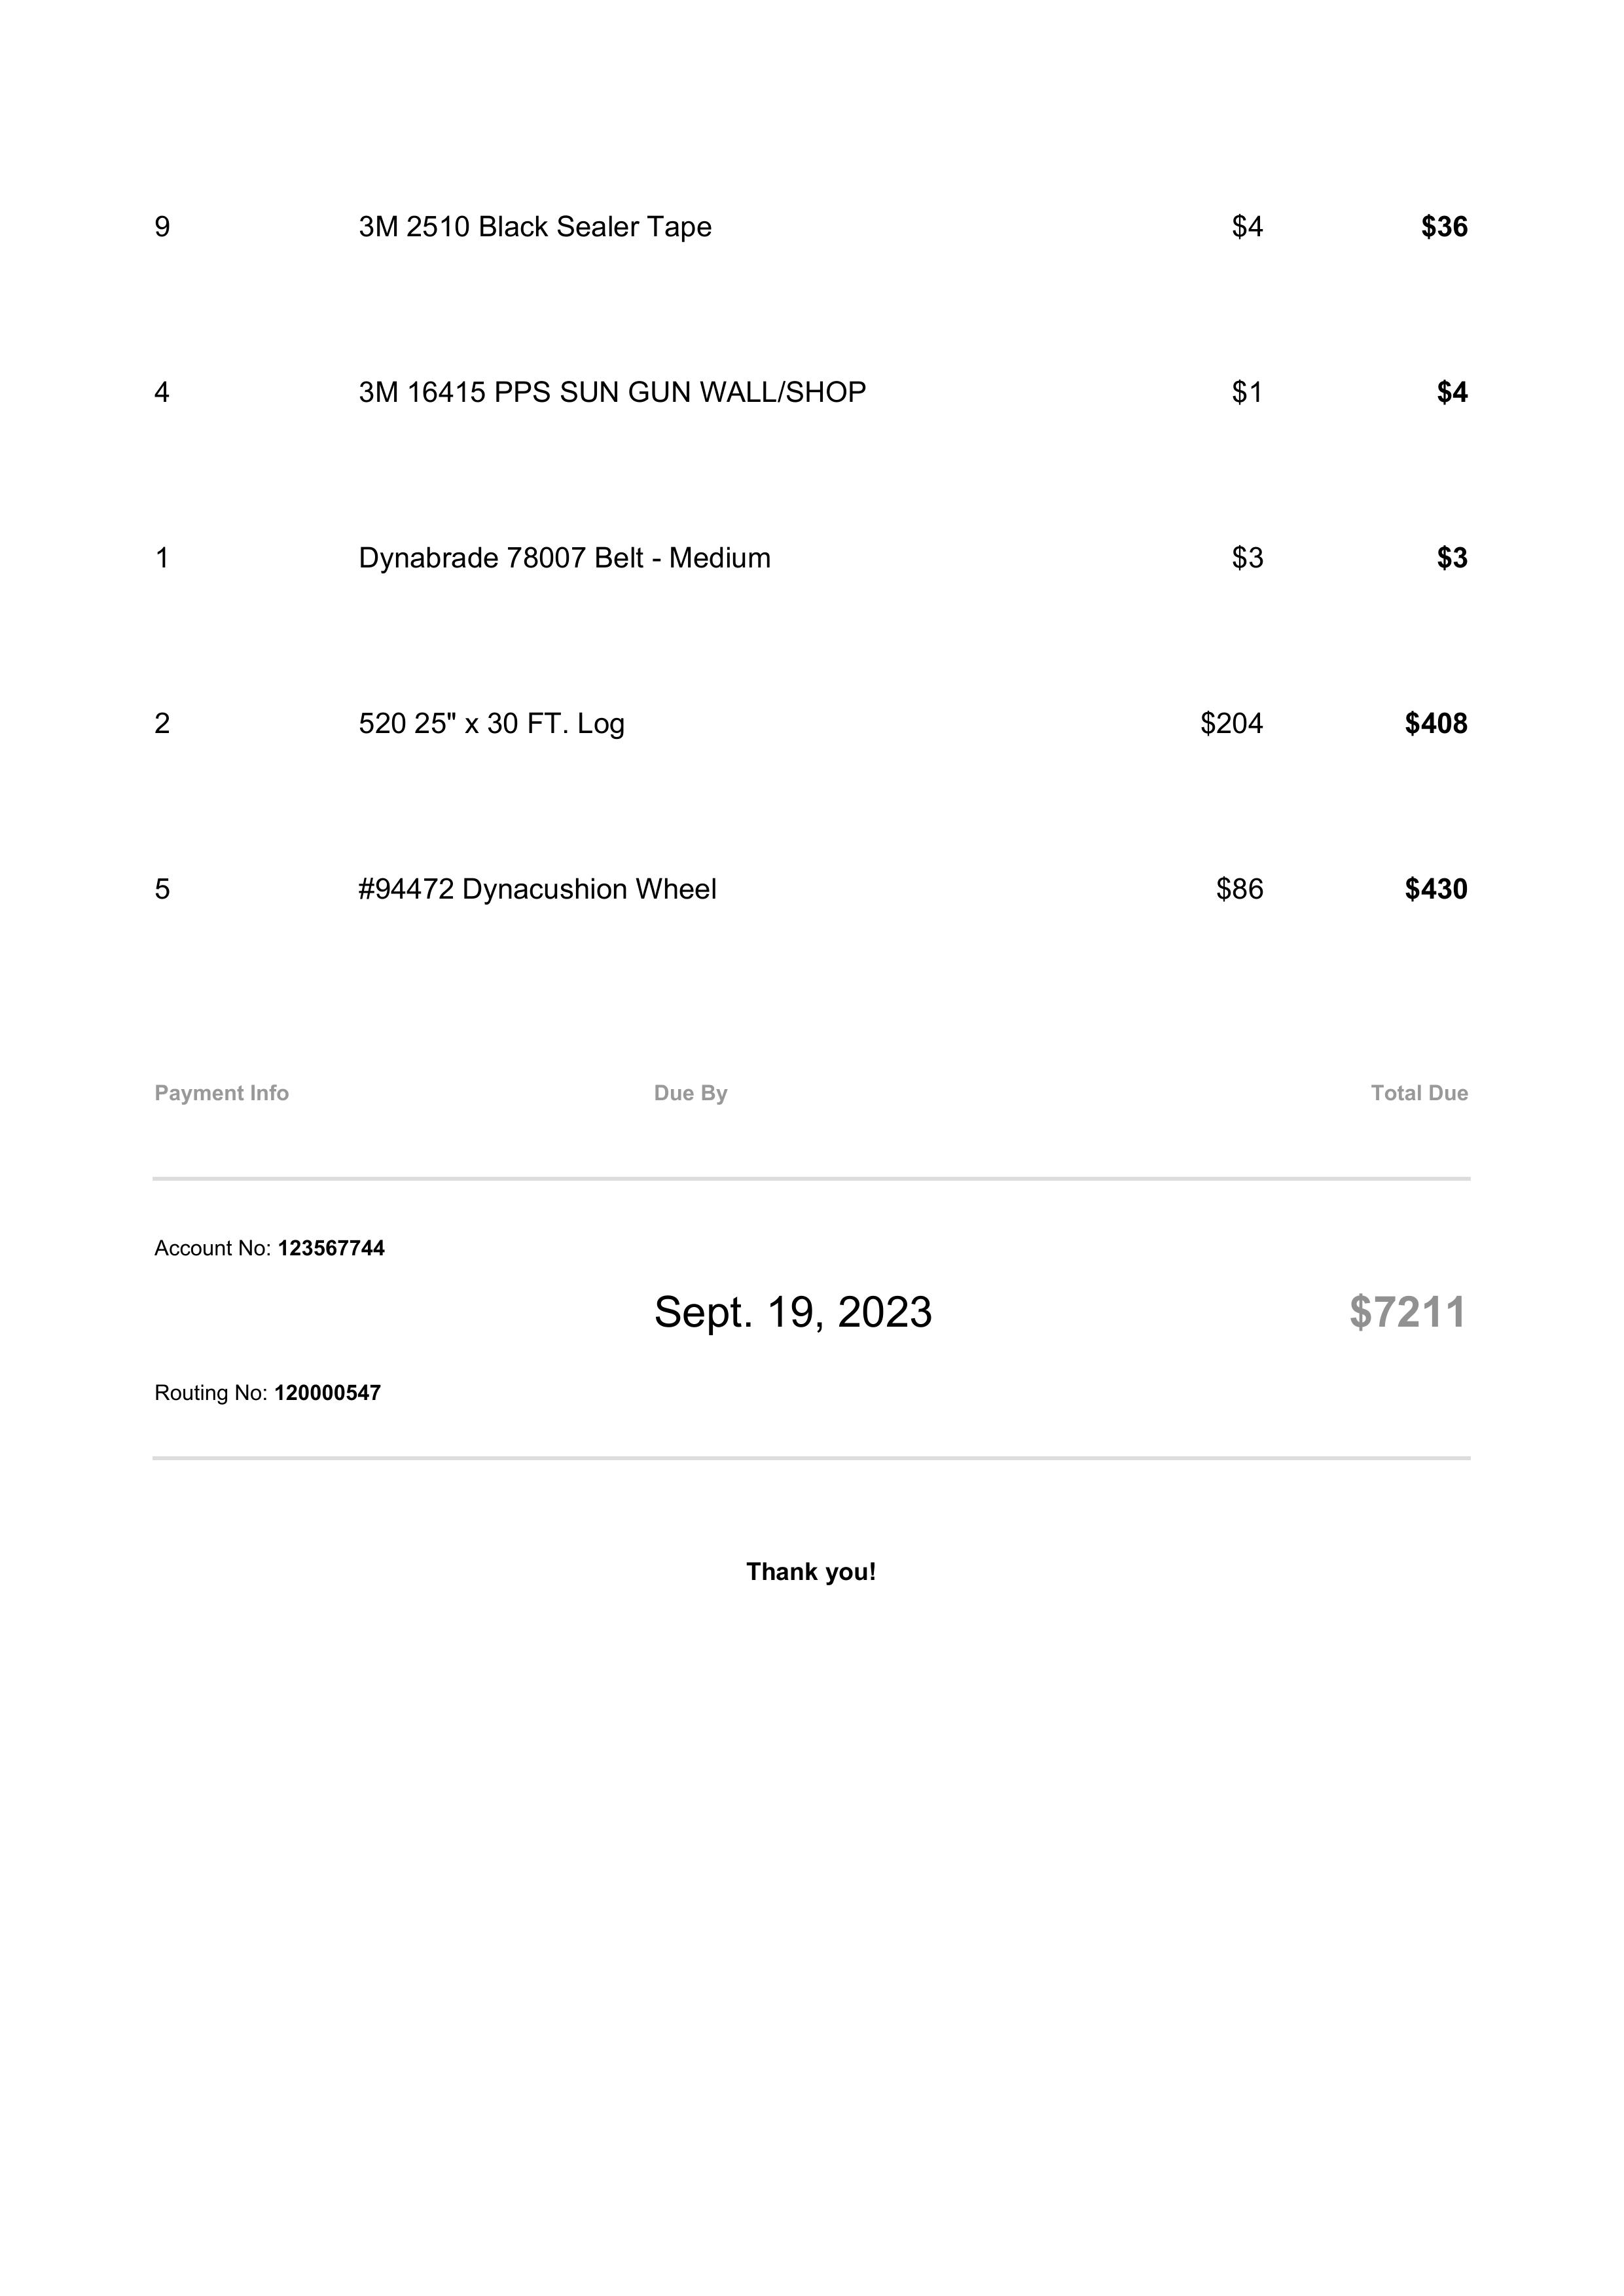 9 3M 2510 Black Sealer Tape $4 $36
4 3M 16415 PPS SUN GUN WALL/SHOP $1 $4
1 Dynabrade 78007 Belt - Medium $3 $3
2 520 25" x 30 FT. Log $204 $408
5 #94472 Dynacushion Wheel $86 $430
Payment Info Due By Total Due
Account No: 123567744
Sept. 19, 2023 $7211
Routing No: 120000547
Thank you!